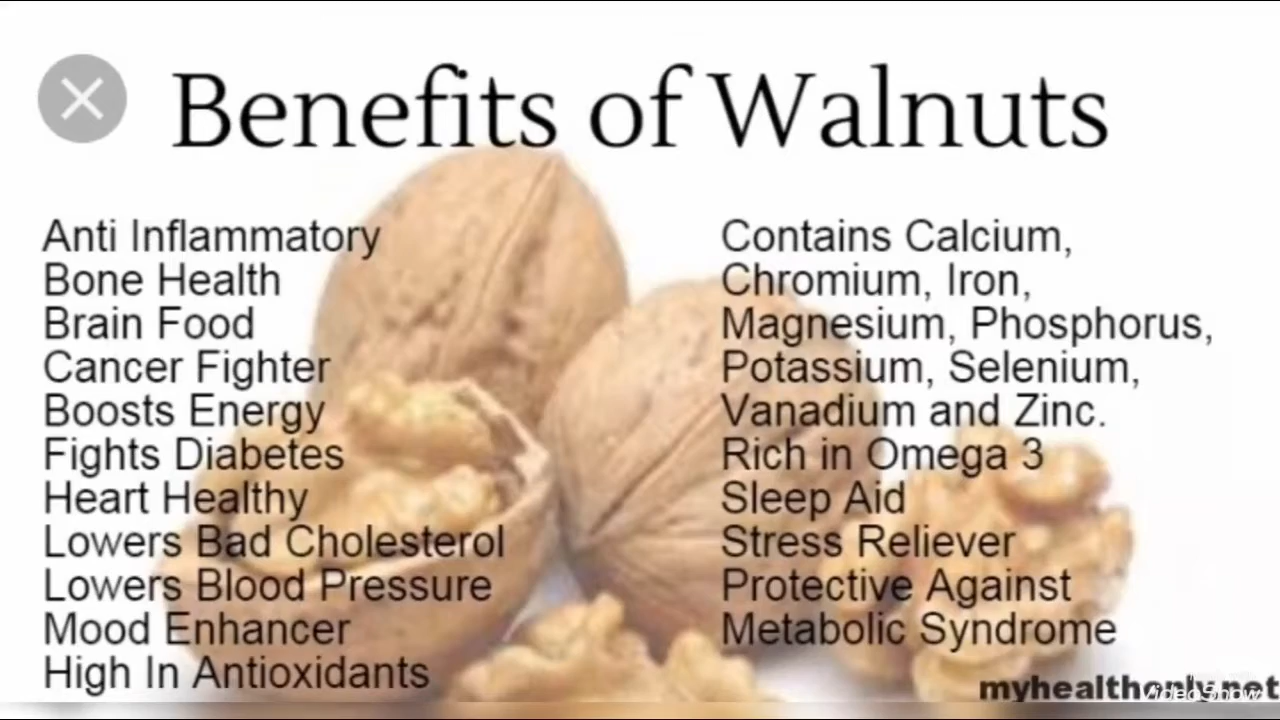 Benefits of Walnuts
Anti Inflammatory
Bone Health
Brain Food
Cancer Fighter
Boosts Energy
Fights Diabetes
Heart Healthy
Lowers Bad Cholesterol
Lowers Blood Pressure
Mood Enhancer
High In Antioxidants
Contains Calcium,
Chromium, Iron,
Magnesium, Phosphorus,
Potassium, Selenium,
Vanadium and Zinc.
Rich in Omega 3
Sleep Aid
Stress Reliever
Protective Against
Metabolic Syndrome
VideoShow